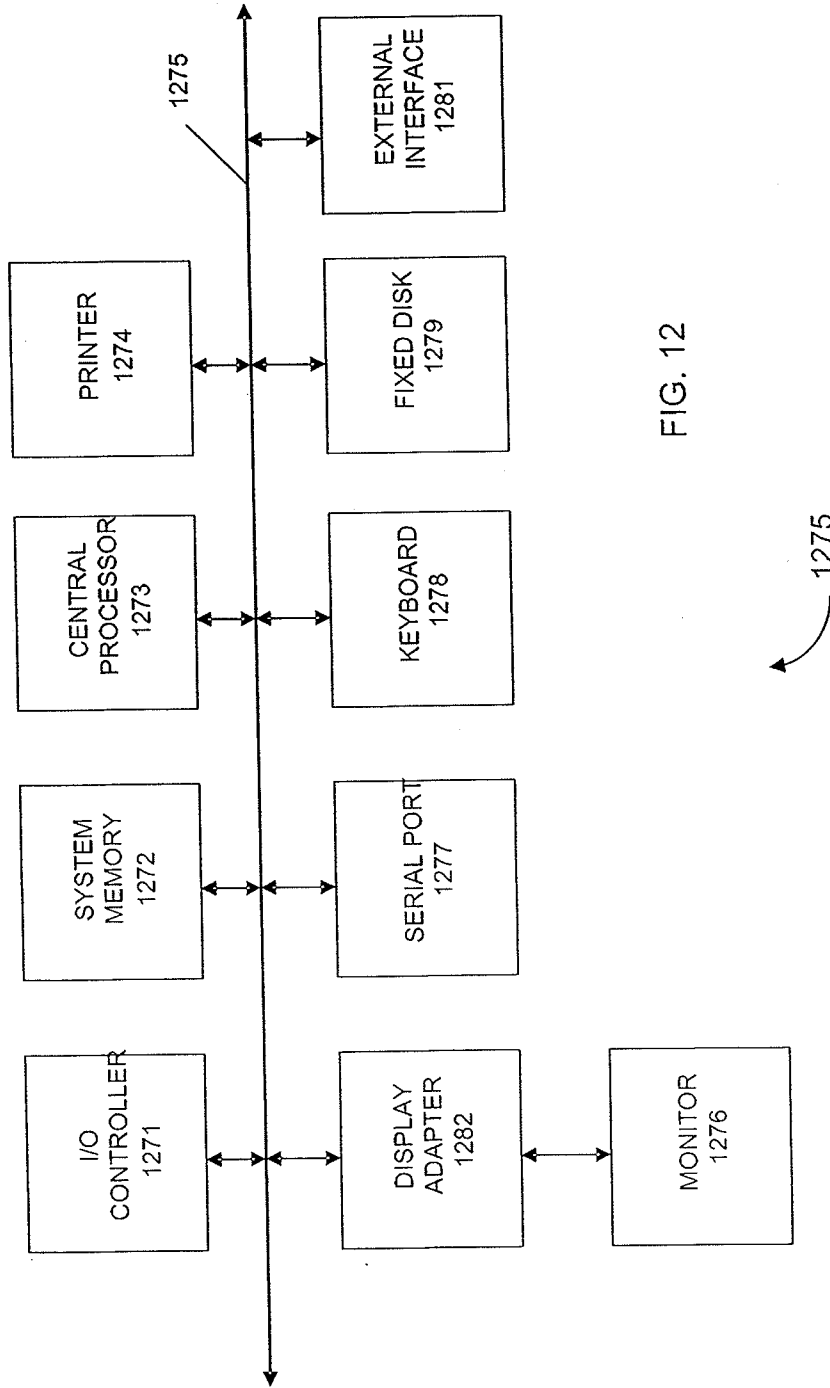 1275
I/O
CONTROLLER
1271
SYSTEM
MEMORY
1272
CENTRAL
PROCESSOR
1273
PRINTER
1274
DISPLAY
ADAPTER
1282
SERIAL PORT
1277
KEYBOARD
1278
FIXED DISK
1279
EXTERNAL
INTERFACE
1281
MONITOR
1276
FIG. 12
1275